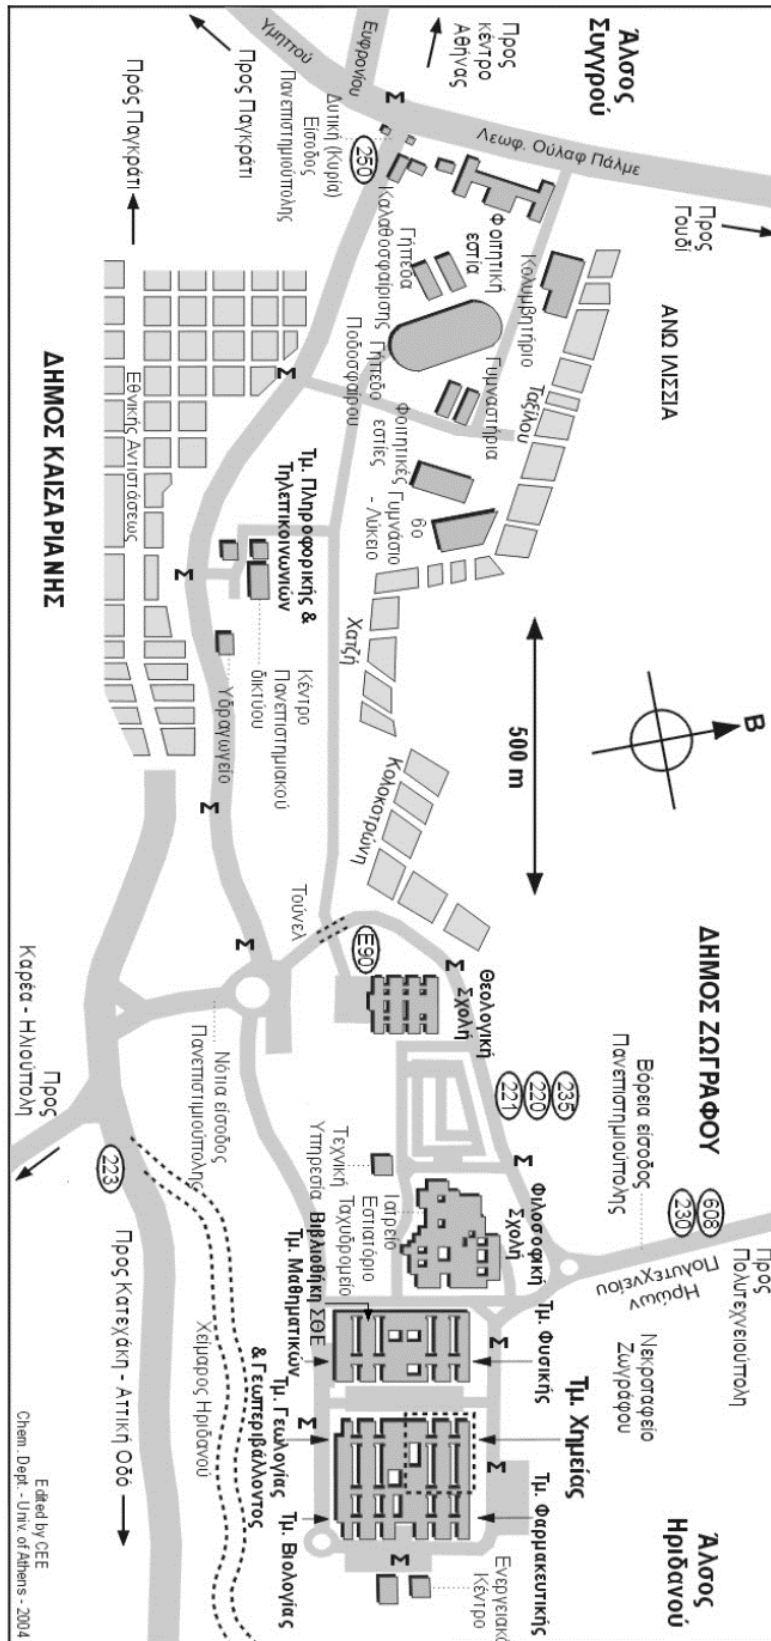 Άλσος
Συγγρού
Προς
κέντρο
Αθήνας
Ευφρονίου
Υμηττού
Προς Παγκράτι
Πρός Παγκράτι
Λεωφ. Ούλαφ Πάλμε
Προς
Γουδί
Δυτική (Κυρία)
Είσοδος
Πανεπιστημιούπολης
250
Φοιτητική
εστία
Κολυμβητήριο
Γήπεδα
Καλαθοσφαίρισης
Γήπεδο
Ποδοσφαίρου
Γυμναστήρια
Φοιτητικές
εστίες
6ο
Γυμνάσιο
- Λύκειο
Ταξίλου
ΑΝΩ ΙΛΙΣΣΙΑ
ΔΗΜΟΣ ΚΑΙΣΑΡΙΑΝΗΣ
Εθνικής Αντιστάσεως
Τμ. Πληροφορικής &
Τηλεπικοινωνιών
Κέντρο
Πανεπιστημιακού
δικτύου
Υδραγωγείο
Χατζή
500 m
Β
Κολοκοτρώνη
Τούνελ
Ε90
Θεολογική
Σχολή
ΔΗΜΟΣ ΖΩΓΡΑΦΟΥ
Βόρεια είσοδος
Πανεπιστημιούπολης
235
220
221
608
230
Προς
Καρέα - Ηλιούπολη
Νότια είσοδος
Πανεπιστιμιούπολης
223
Προς Κατεχάκη - Αττική Οδό
Χείμαρος Ηριδανού
Τεχνική
Υπηρεσία
Ιατρείο
Εστιατόριο
Ταχυδρομείο
Φιλοσοφική
Σχολή
Ηρώων
Πολυτεχνείου
Προς
Πολυτεχνειούπολη
Νεκροταφείο
Ζωγράφου
Βιβλιοθήκη ΣΘΕ
Τμ. Μαθηματικών
Τμ. Φυσικής
Τμ. Χημείας
Τμ. Γεωλογίας
& Γεωπεριβάλλοντος
Τμ. Βιολογίας
Τμ. Φαρμακευτικής
Ενεργειακό
Κέντρο
Άλσος
Ηριδανού
Σ
Σ
Σ
Σ
Σ
Σ
Σ
Σ
Σ
Σ
Σ
Edited by CEE
Chem. Dept. - Univ. of Athens - 2004